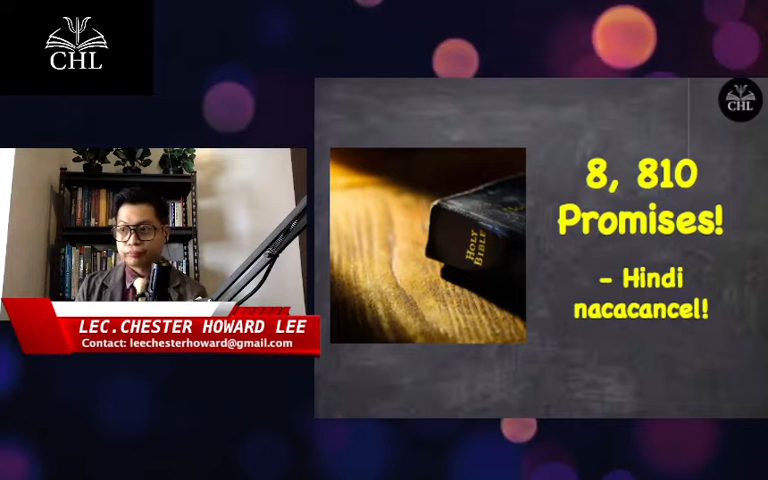 CHL
CHL
8, 810
Promises!
- Hindi
nacacancel!
HOLY
BIBLE
LEC.CHESTER HOWARD LEE
Contact: leechesterhoward@gmail.com